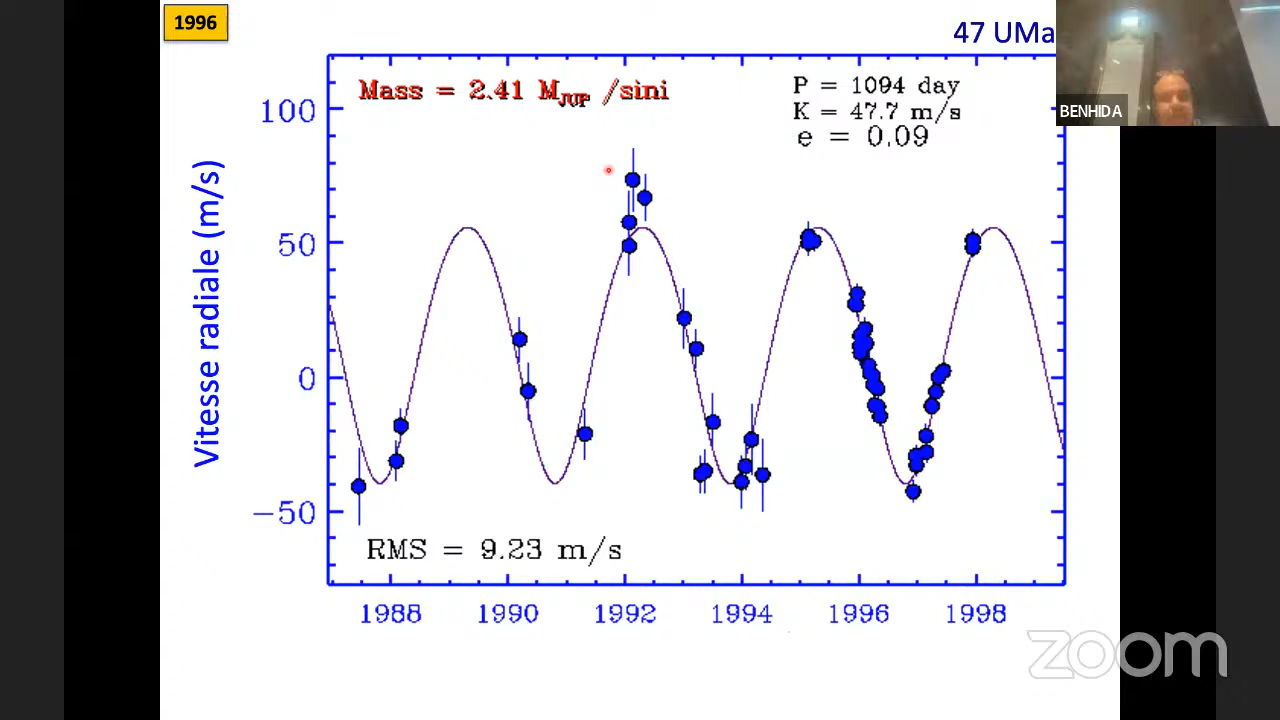 1996
47 UMa
BENHIDA
Mass = 2.41 MJUP /sini
P = 1094 day
K = 47.7 m/s
e = 0.09
Vitesse radiale (m/s)
100
50
0
−50
RMS = 9.23 m/s
1988 1990 1992 1994 1996 1998
zoom